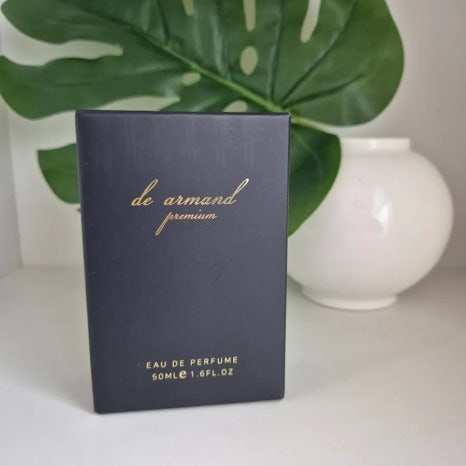 de armand
premium
EAU DE PERFUME
50ML℮1.6FL.OZ